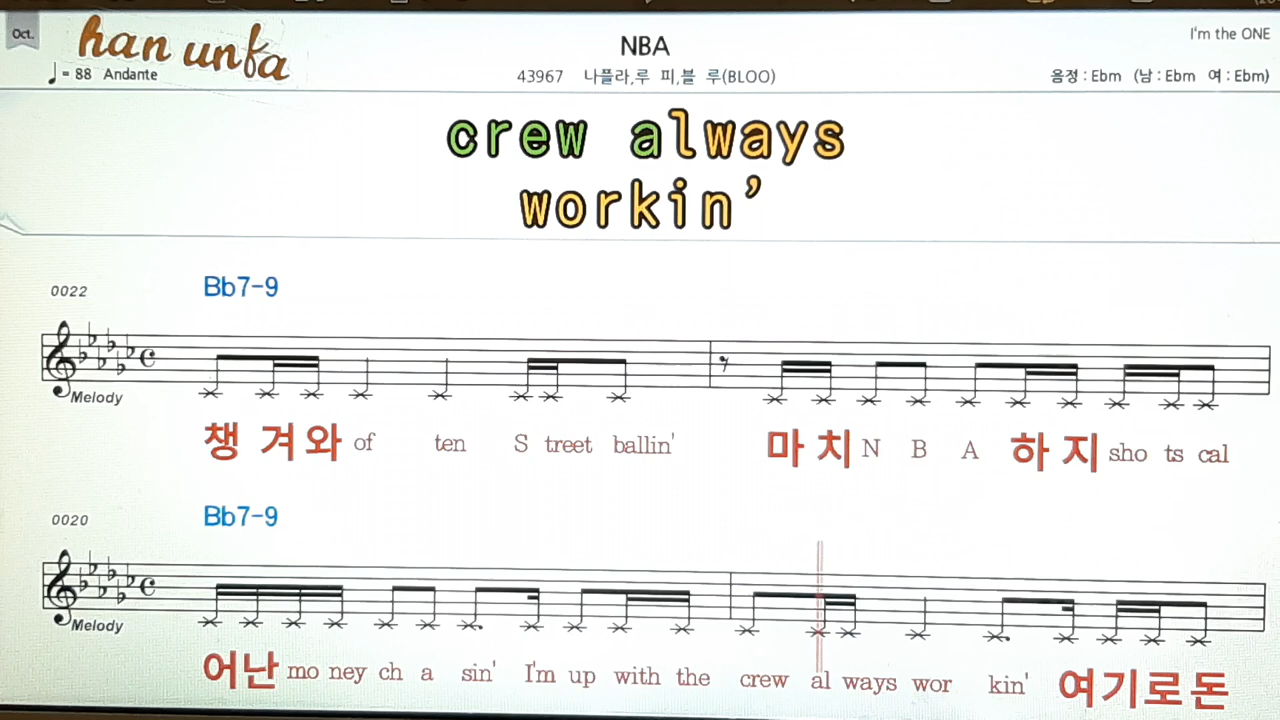 Oct.
han unfa
NBA
I'm the ONE
= 88 Andante
43967 나플라,루 피,블 루(BLOO)
음정 : Ebm (남 : Ebm 여 : Ebm)
crew always
workin’
0022
Bb7-9
Melody
챙 겨와 of ten S treet ballin' 마 치 N B A 하 지 sho ts cal
0020
Bb7-9
Melody
어난 mo ney ch a sin' I'm up with the crew al ways wor kin' 여기로돈